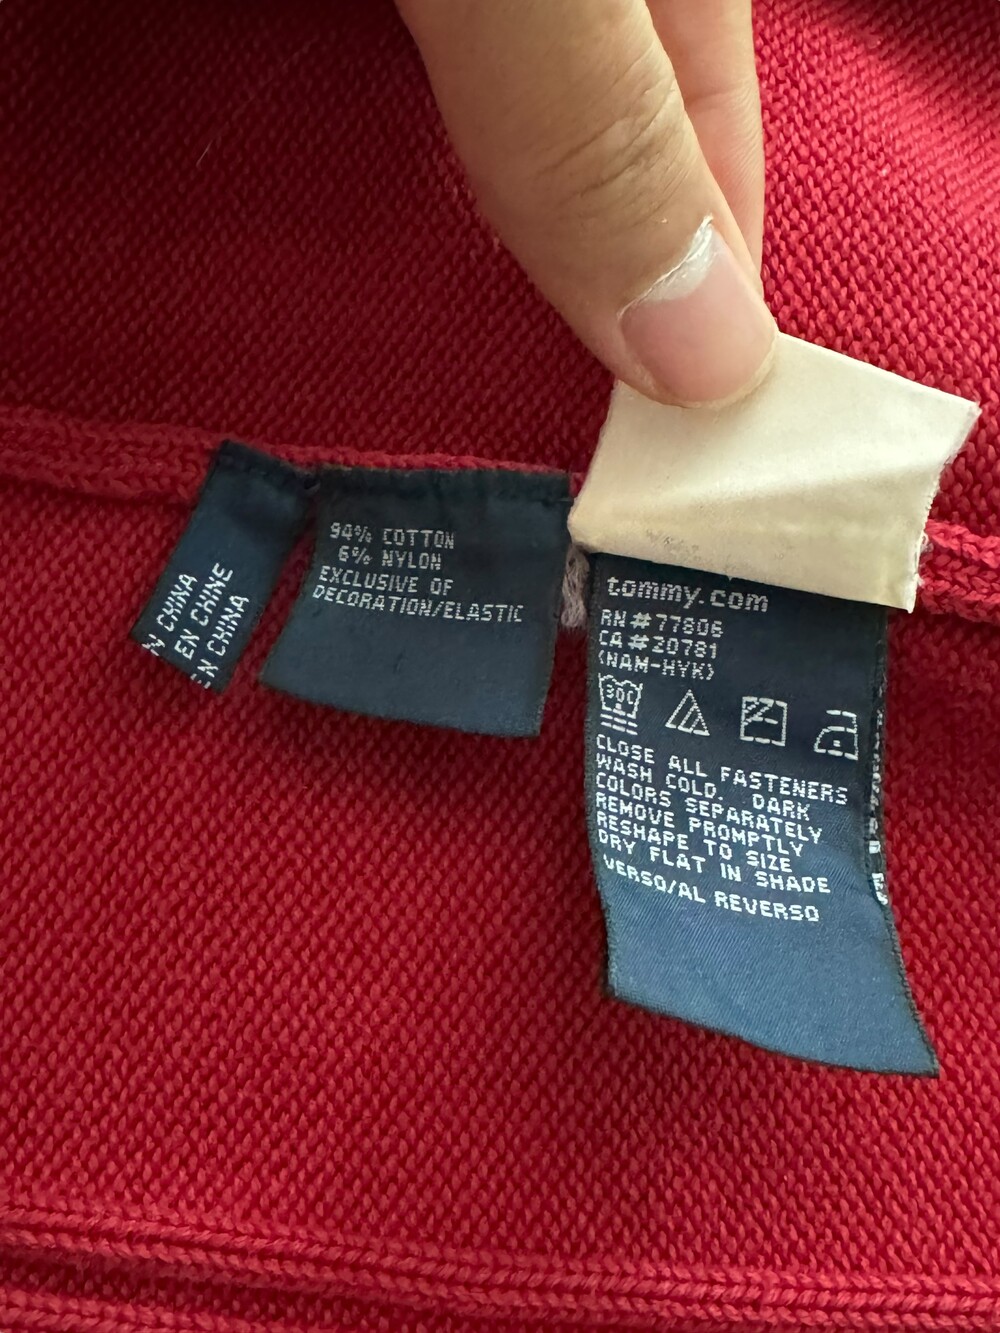 CHINA
EN CHINE
EN CHINA
94% COTTON
6% NYLON
EXCLUSIVE OF
DECORATION/ELASTIC
tommy.com
RN#77806
CA#20781
(NAM-HYK)
30C
CLOSE ALL FASTENERS
WASH COLD. DARK
COLORS SEPARATELY
REMOVE PROMPTLY
RESHAPE TO SIZE
DRY FLAT IN SHADE
VERSO/AL REVERSO